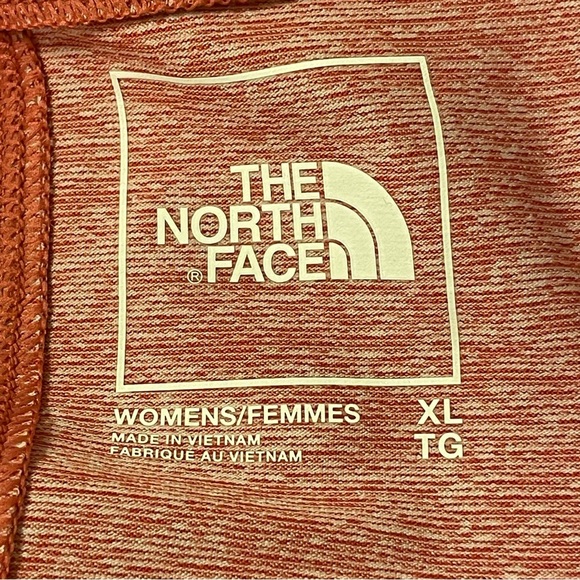 THE
NORTH
® FACE
WOMENS/FEMMES XL
MADE IN VIETNAM TG
FABRIQUE AU VIETNAM